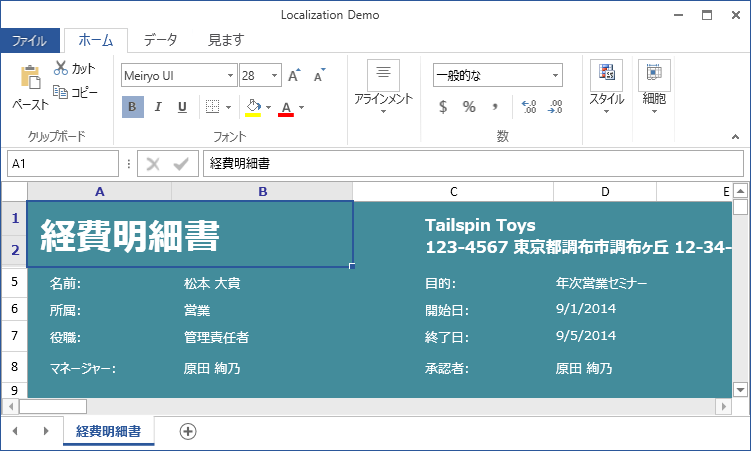 Localization Demo
ファイル ホーム データ 見ます
ペースト カット コピー
Meiryo UI 28 A A
B I U A
アラインメント
一般的な
$ % , .0 .00 .00 .0
スタイル 細胞
クリップボード フォント 数
A1 経費明細書
A B C D E
1 経費明細書 Tailspin Toys
2 123-4567 東京都調布市調布ヶ丘 12-34-
5 名前: 松本 大貴 目的: 年次営業セミナー
6 所属: 営業 開始日: 9/1/2014
7 役職: 管理責任者 終了日: 9/5/2014
8 マネージャー: 原田 絢乃 承認者: 原田 絢乃
9
経費明細書